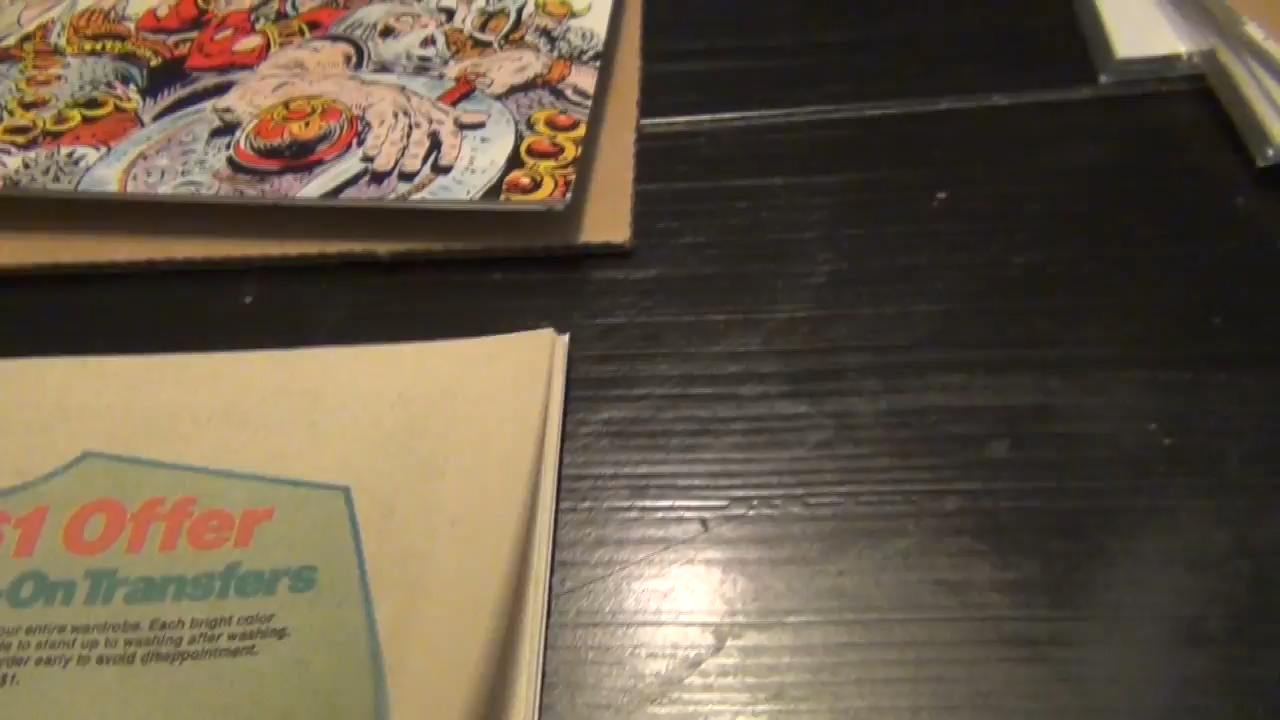 $1 Offer
-On Transfers
our entire wardrobe. Each bright color
le to stand up to washing after washing.
rder early to avoid disappointment.
$1.